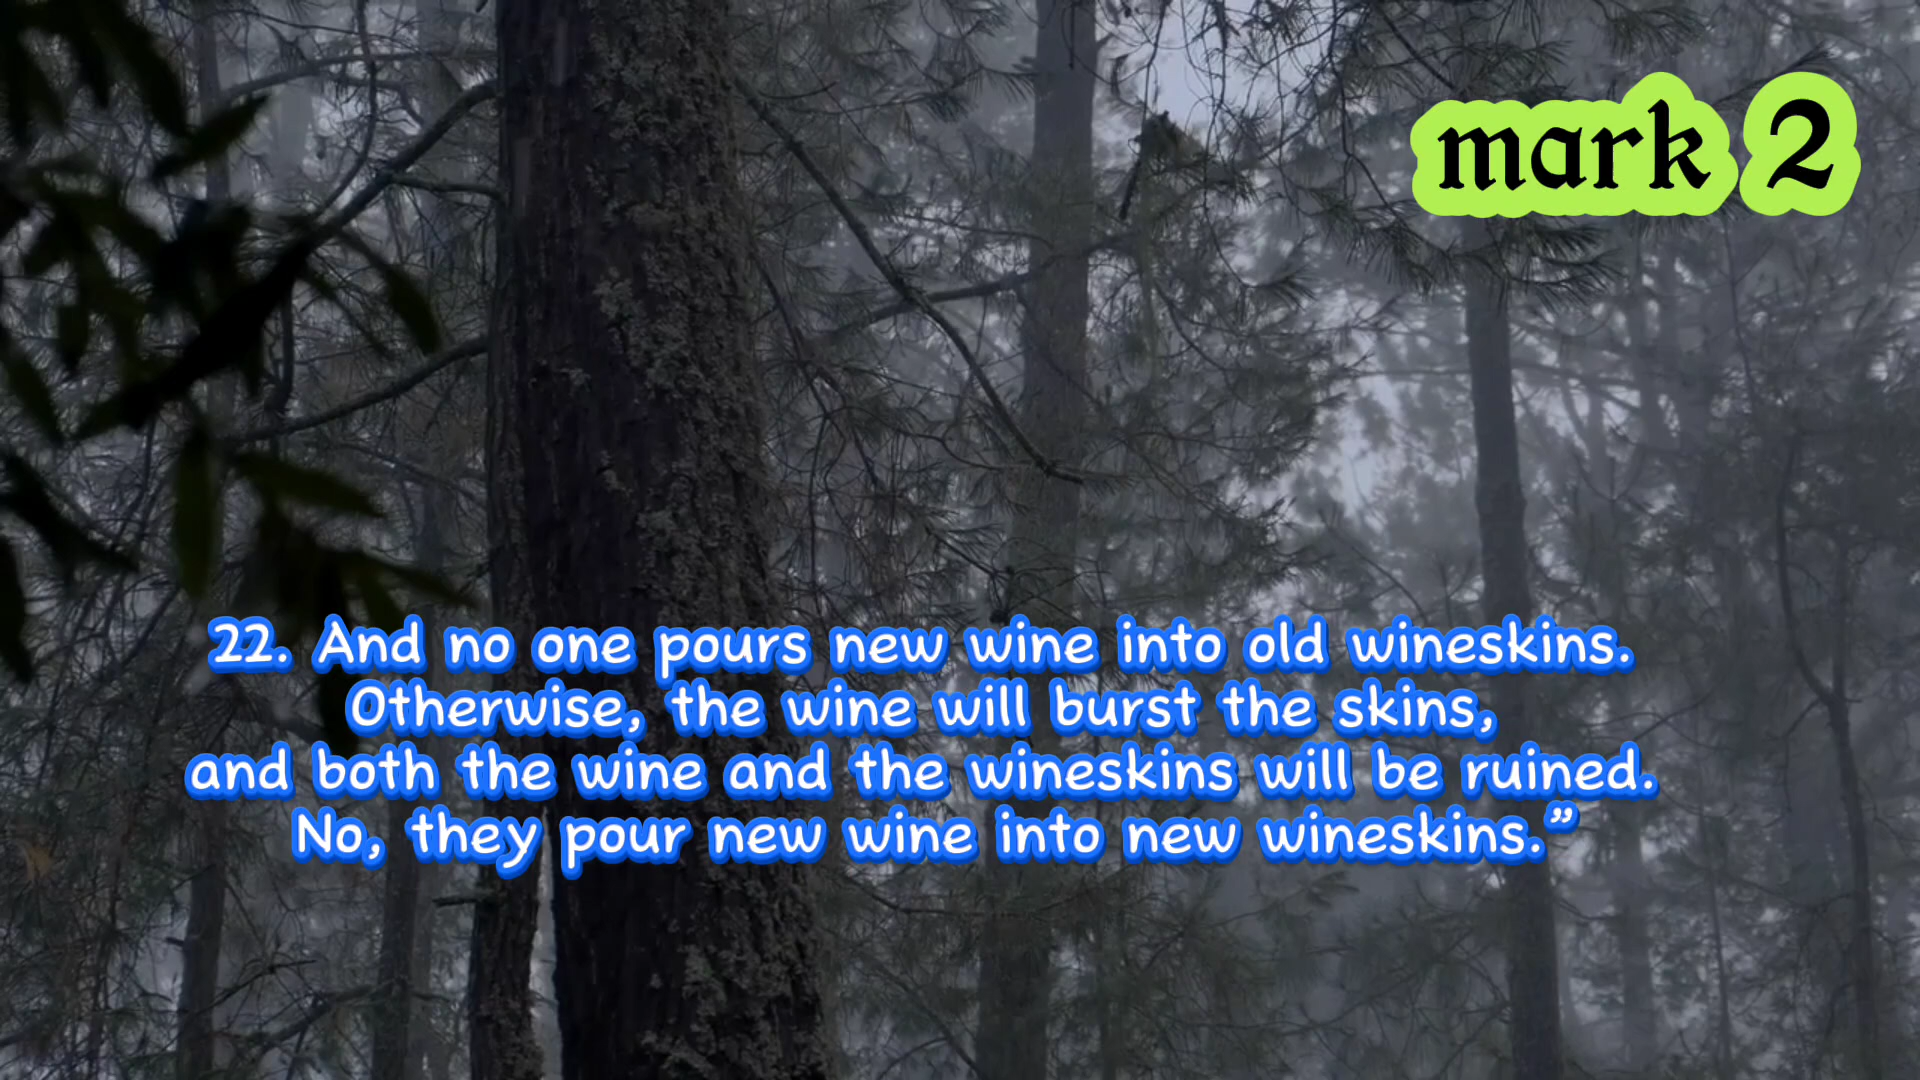 mark 2
22. And no one pours new wine into old wineskins.
Otherwise, the wine will burst the skins,
and both the wine and the wineskins will be ruined.
No, they pour new wine into new wineskins.”